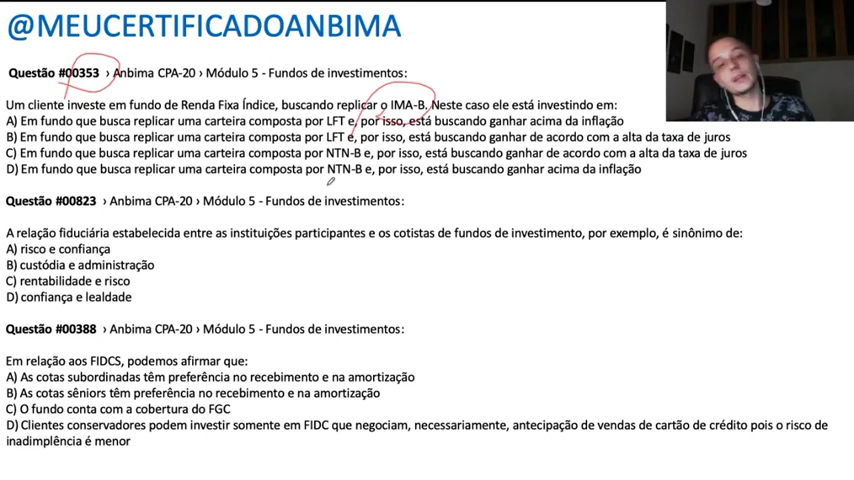 @MEUCERTIFICADOANBIMA
Questão #00353 › Anbima CPA-20 › Módulo 5 - Fundos de investimentos:
Um cliente investe em fundo de Renda Fixa Índice, buscando replicar o IMA-B. Neste caso ele está investindo em:
A) Em fundo que busca replicar uma carteira composta por LFT e, por isso, está buscando ganhar acima da inflação
B) Em fundo que busca replicar uma carteira composta por LFT e, por isso, está buscando ganhar de acordo com a alta da taxa de juros
C) Em fundo que busca replicar uma carteira composta por NTN-B e, por isso, está buscando ganhar de acordo com a alta da taxa de juros
D) Em fundo que busca replicar uma carteira composta por NTN-B e, por isso, está buscando ganhar acima da inflação
Questão #00823 › Anbima CPA-20 › Módulo 5 - Fundos de investimentos:
A relação fiduciária estabelecida entre as instituições participantes e os cotistas de fundos de investimento, por exemplo, é sinônimo de:
A) risco e confiança
B) custódia e administração
C) rentabilidade e risco
D) confiança e lealdade
Questão #00388 › Anbima CPA-20 › Módulo 5 - Fundos de investimentos:
Em relação aos FIDCS, podemos afirmar que:
A) As cotas subordinadas têm preferência no recebimento e na amortização
B) As cotas sêniors têm preferência no recebimento e na amortização
C) O fundo conta com a cobertura do FGC
D) Clientes conservadores podem investir somente em FIDC que negociam, necessariamente, antecipação de vendas de cartão de crédito pois o risco de
inadimplência é menor